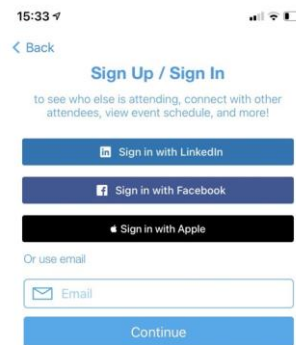 15:33
Back
Sign Up / Sign In
to see who else is attending, connect with other
attendees, view event schedule, and more!
in Sign in with LinkedIn
f Sign in with Facebook
Sign in with Apple
Or use email
Email
Continue